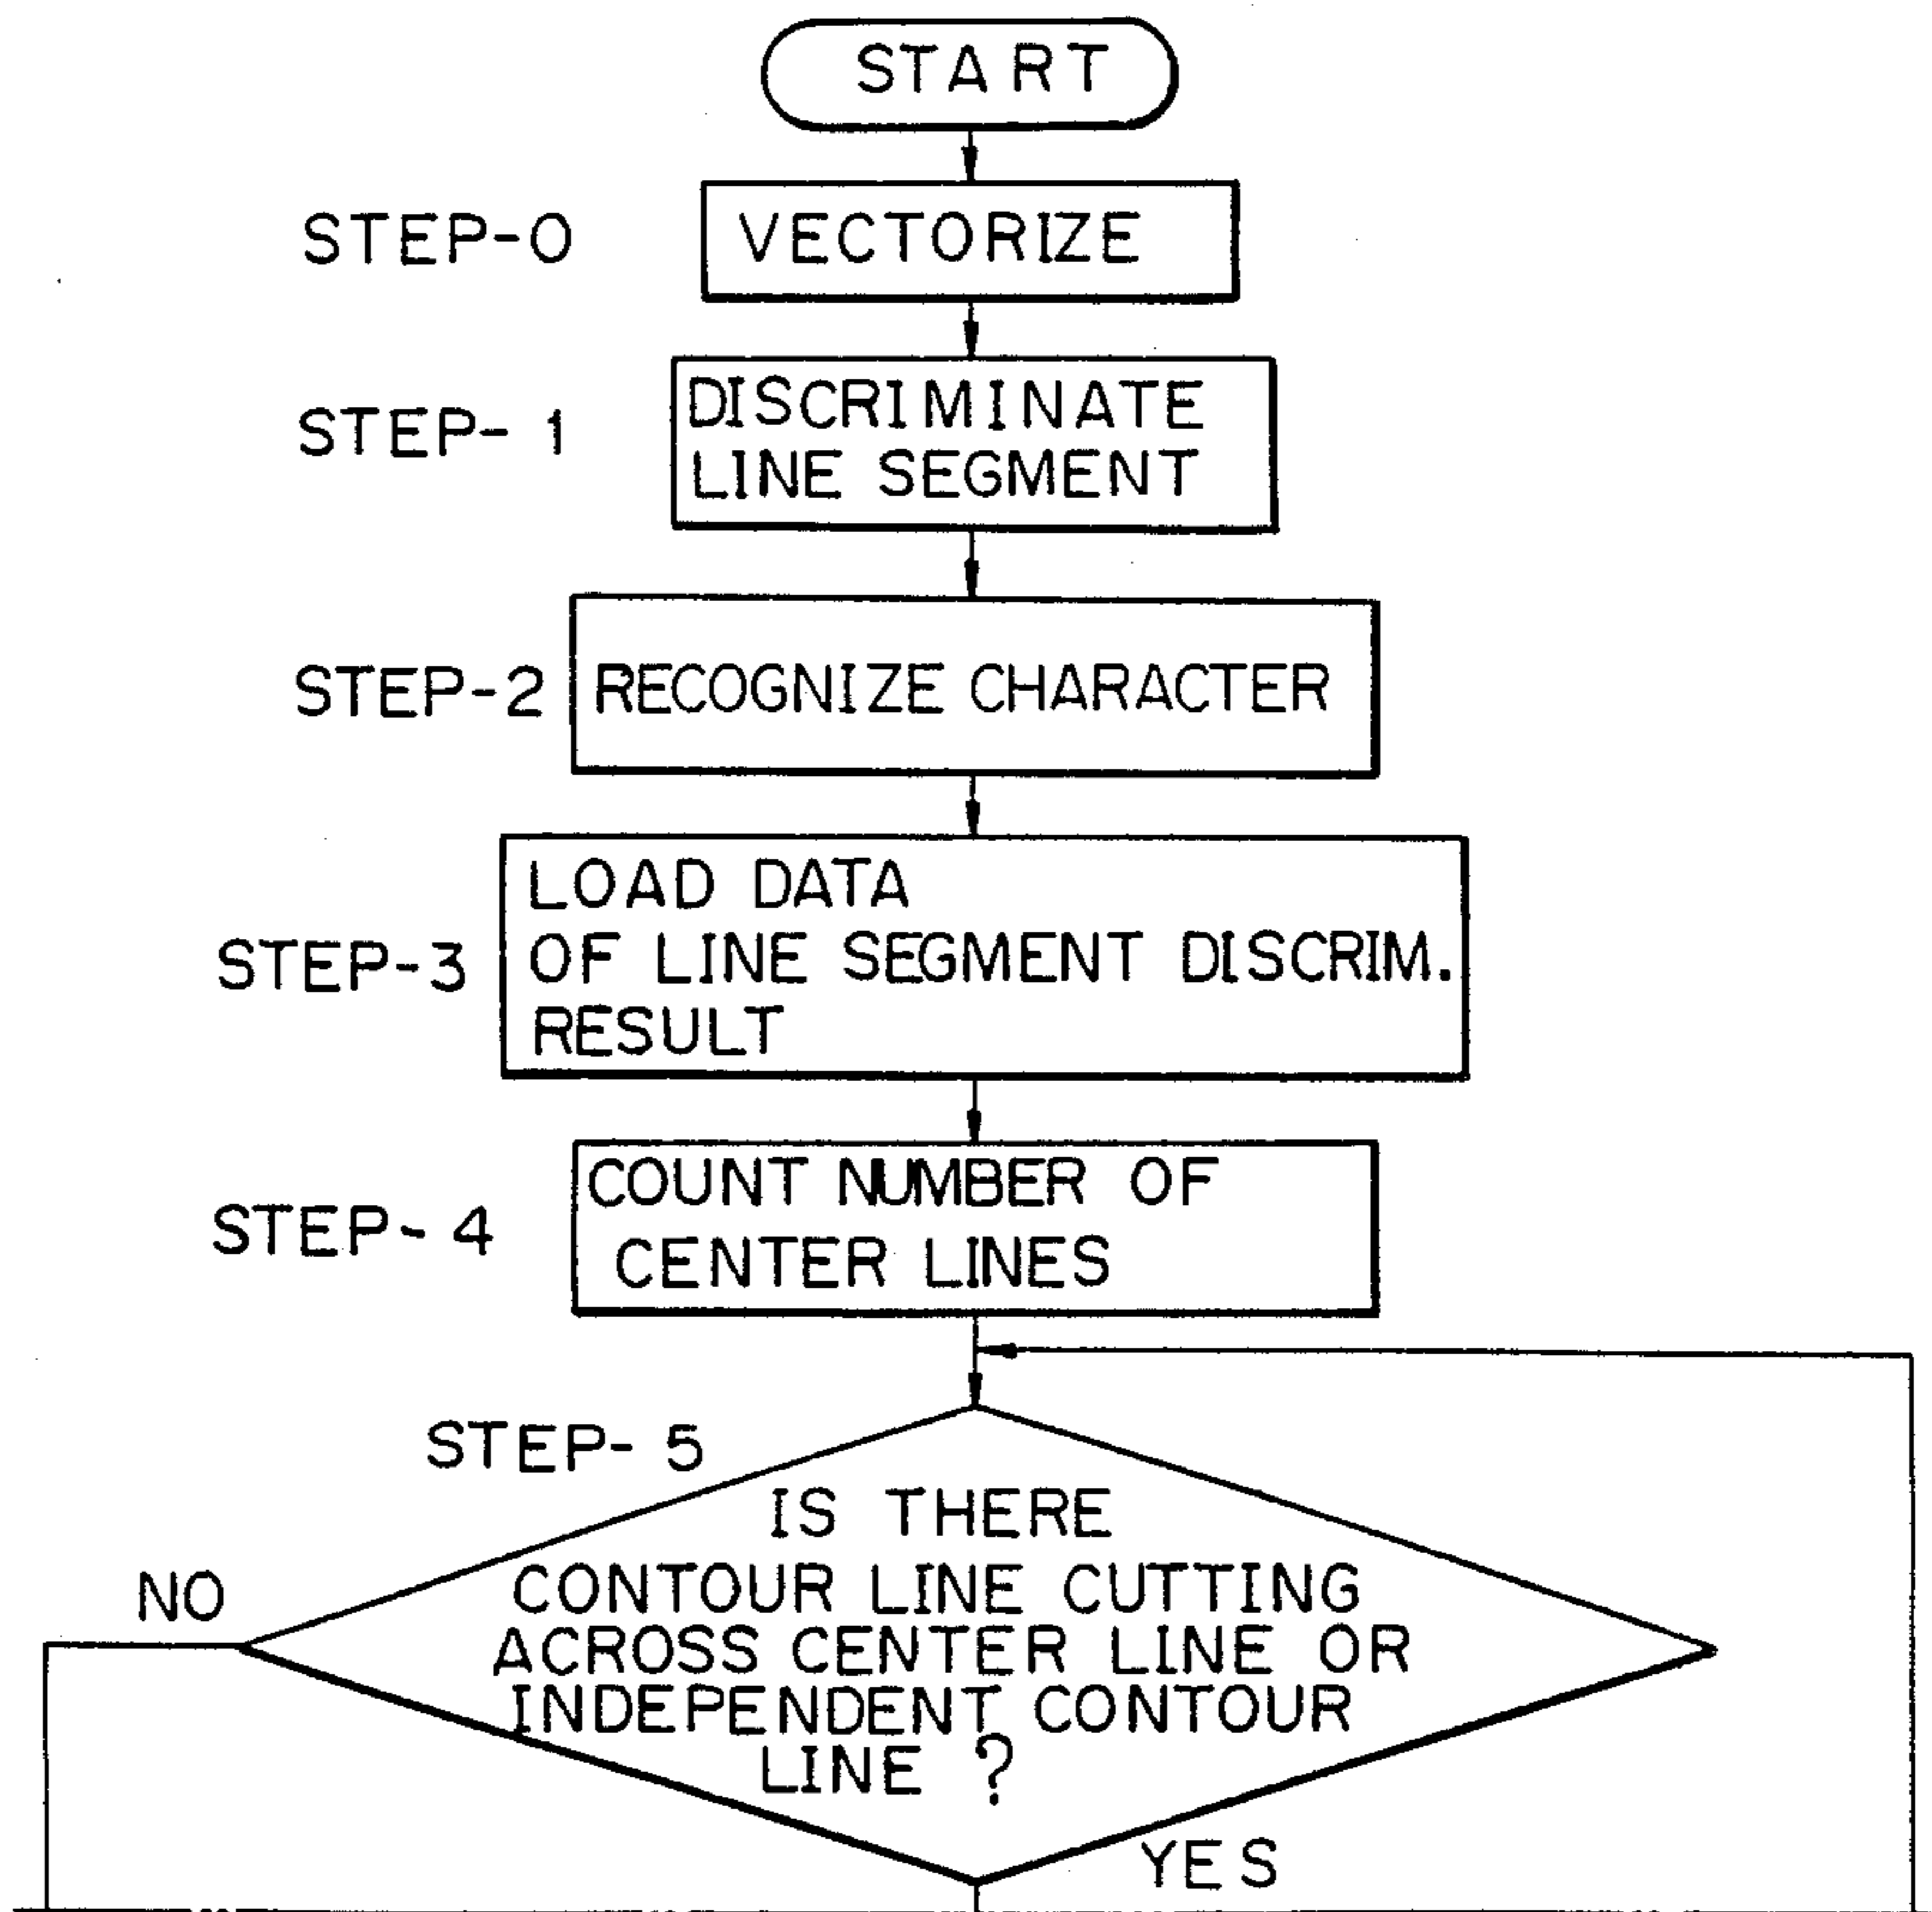 START
STEP-0
VECTORIZE
STEP-1
DISCRIMINATE
LINE SEGMENT
STEP-2
RECOGNIZE CHARACTER
STEP-3
LOAD DATA
OF LINE SEGMENT DISCRIM.
RESULT
STEP-4
COUNT NUMBER OF
CENTER LINES
STEP-5
IS THERE
CONTOUR LINE CUTTING
ACROSS CENTER LINE OR
INDEPENDENT CONTOUR
LINE ?
NO
YES